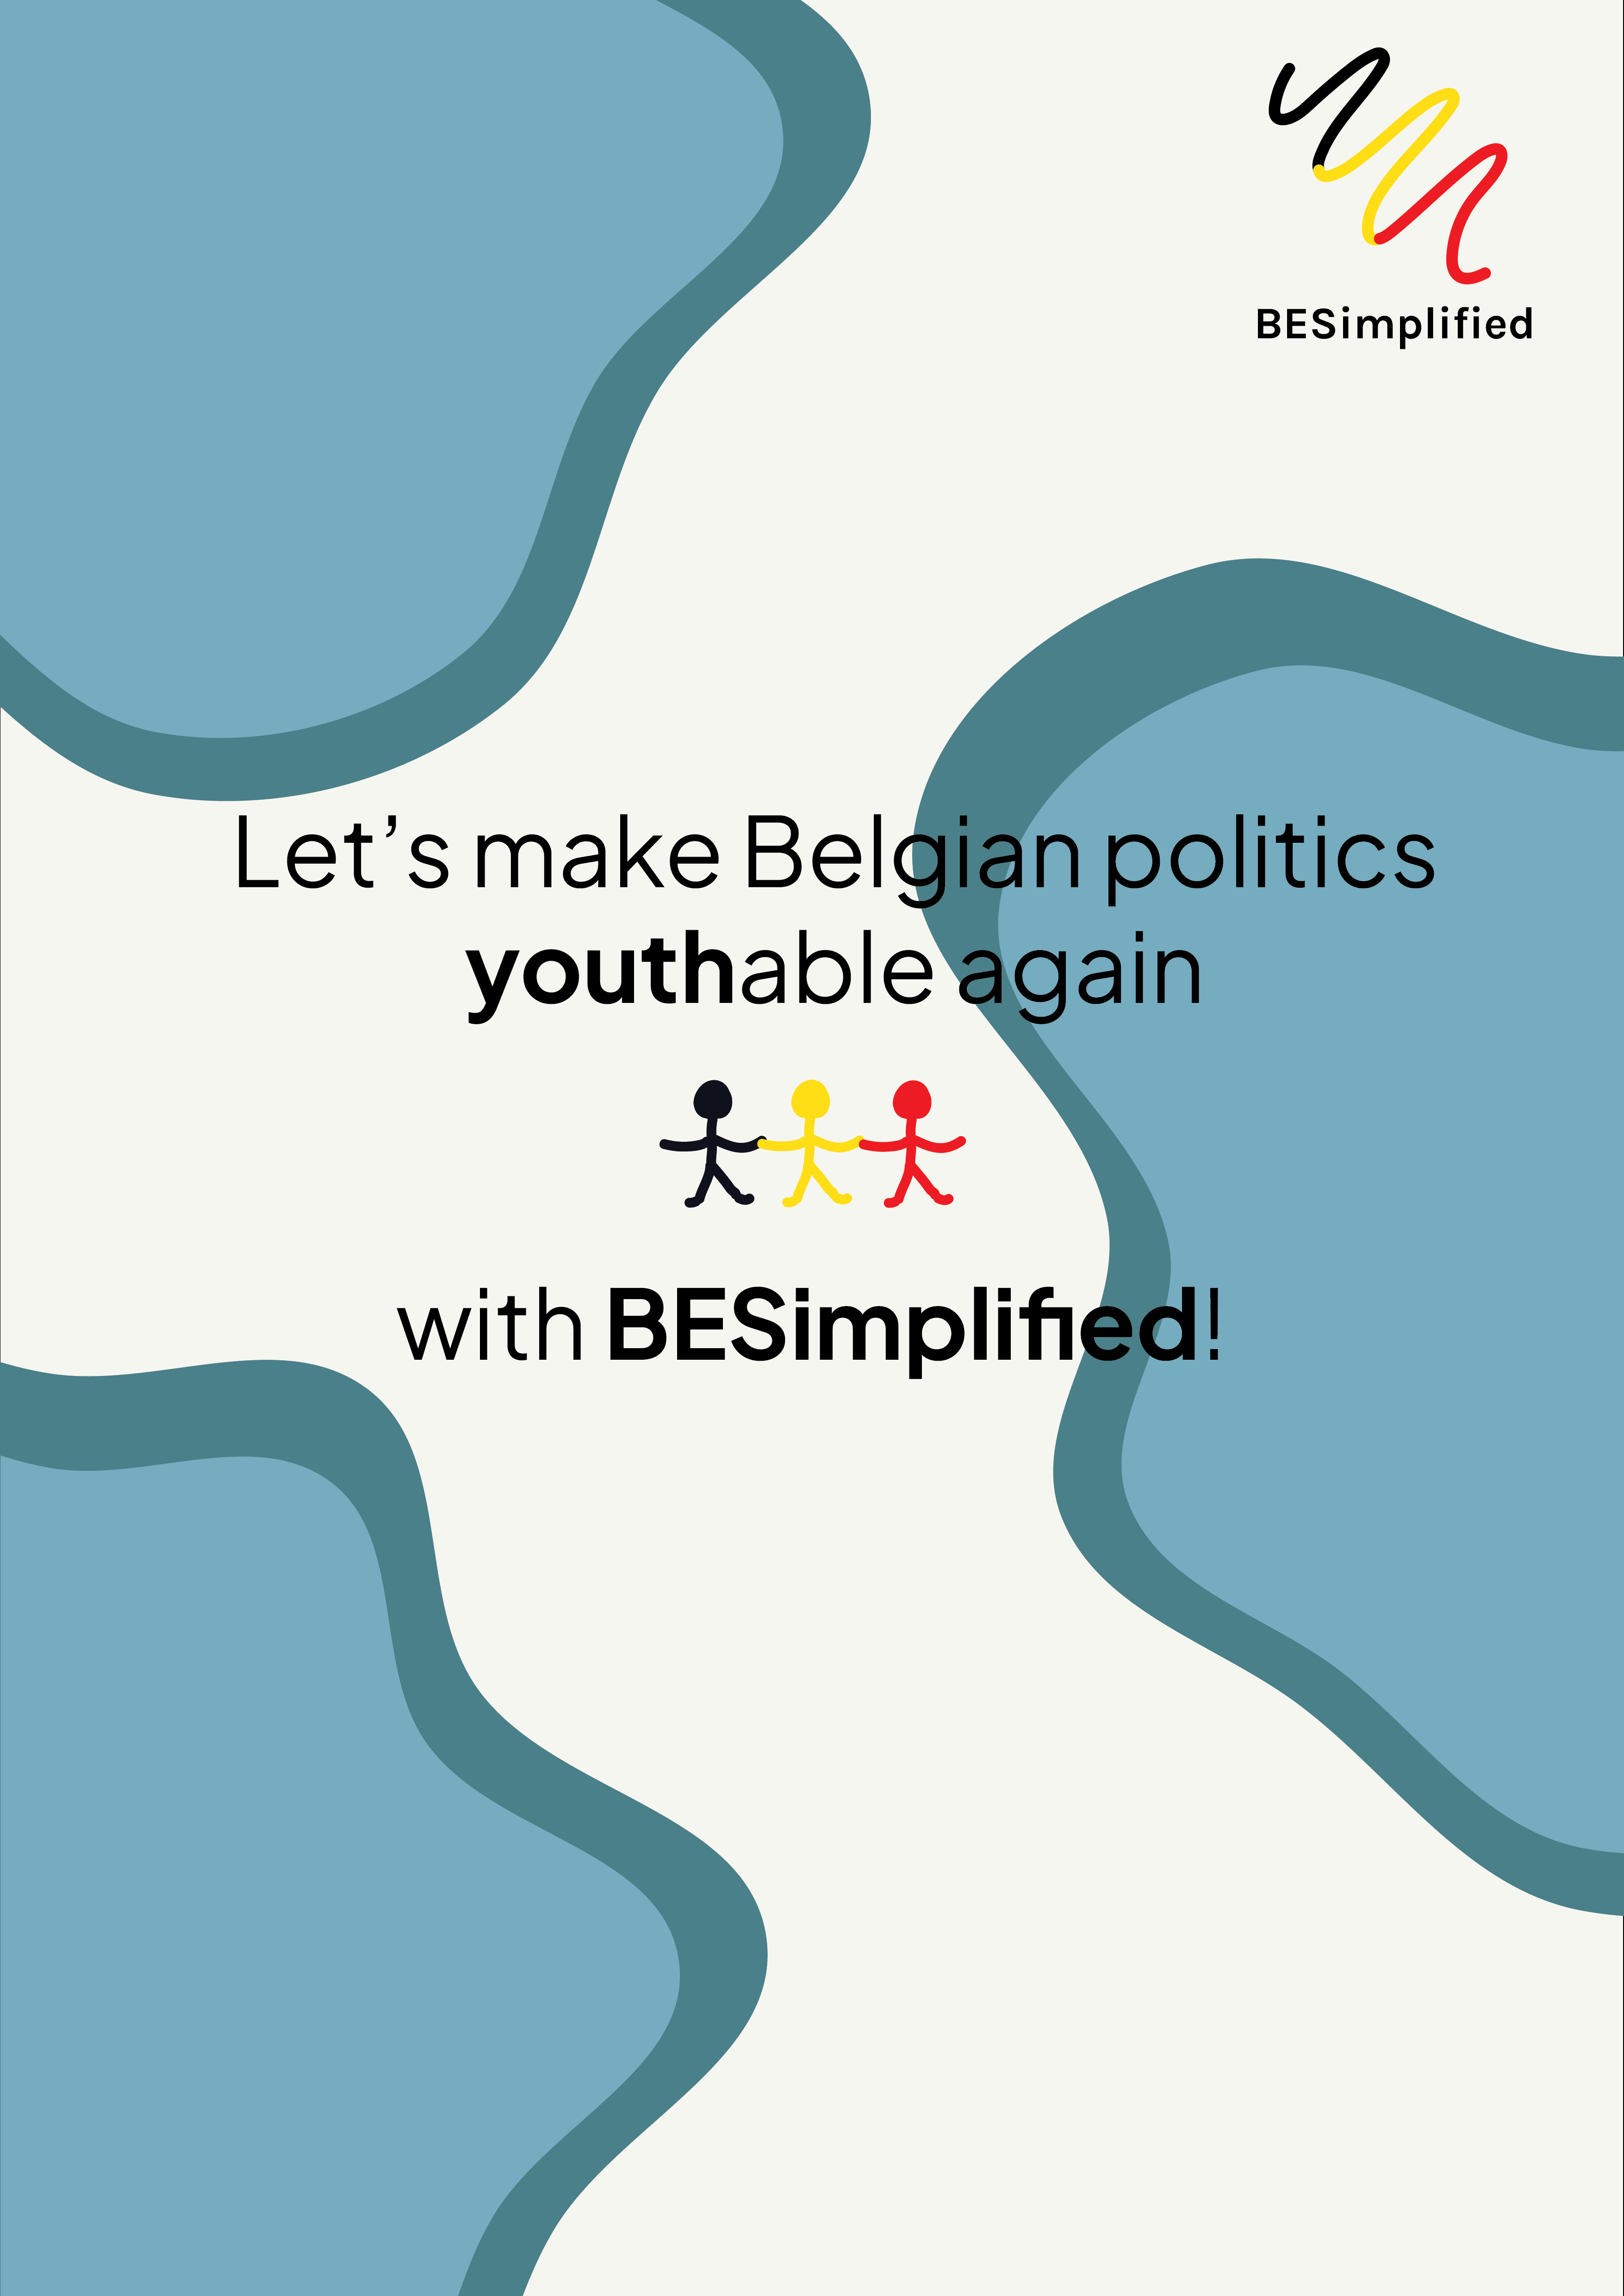 BESimplified
Let’s make Belgian politics
youthable again
with BESimplified!